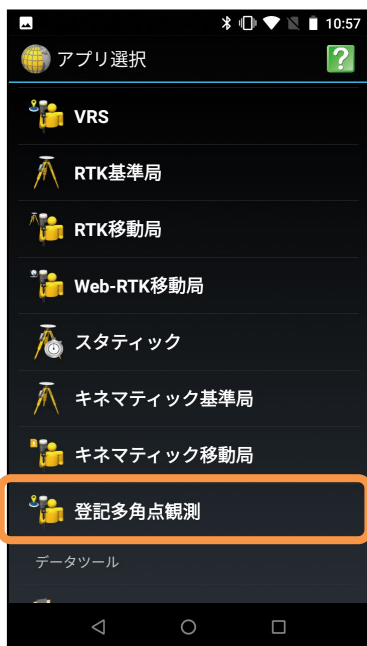 10:57
アプリ選択
?
VRS
RTK基準局
RTK移動局
Web-RTK移動局
スタティック
キネマティック基準局
キネマティック移動局
登記多角点観測
データツール